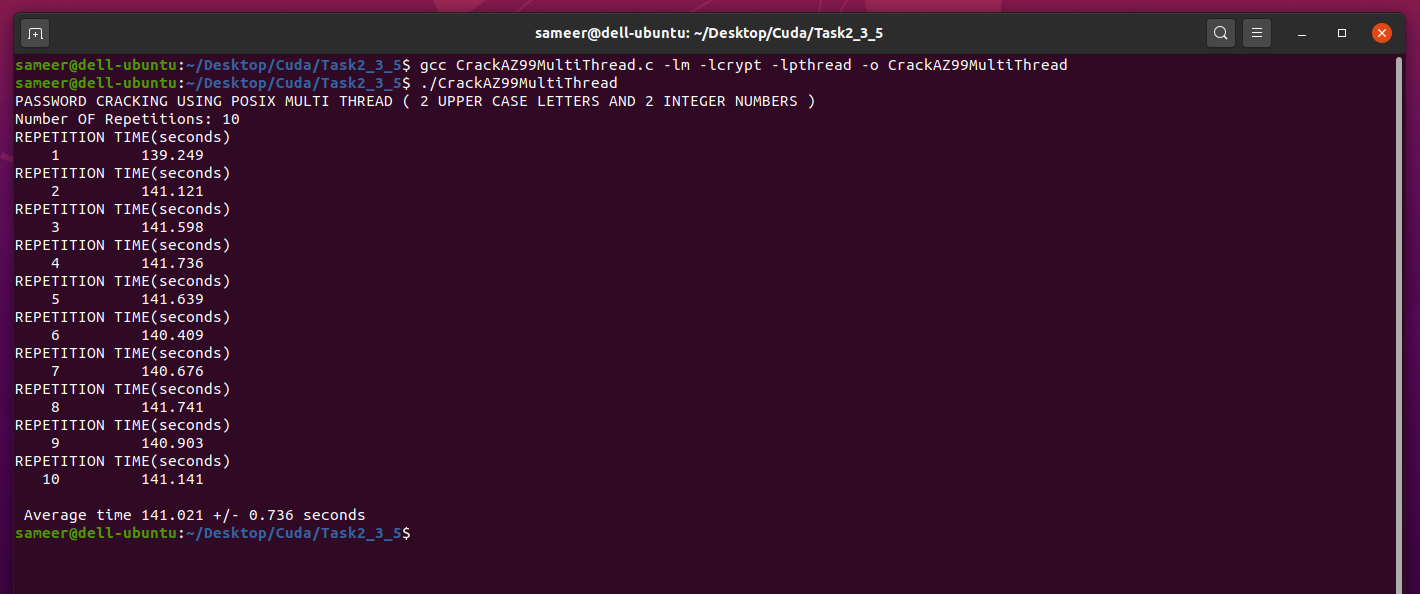 sameer@dell-ubuntu: ~/Desktop/Cuda/Task2_3_5
sameer@dell-ubuntu:~/Desktop/Cuda/Task2_3_5$ gcc CrackAZ99MultiThread.c -lm -lcrypt -lpthread -o CrackAZ99MultiThread
sameer@dell-ubuntu:~/Desktop/Cuda/Task2_3_5$ ./CrackAZ99MultiThread
PASSWORD CRACKING USING POSIX MULTI THREAD ( 2 UPPER CASE LETTERS AND 2 INTEGER NUMBERS )
Number OF Repetitions: 10
REPETITION TIME(seconds)
    1         139.249
REPETITION TIME(seconds)
    2         141.121
REPETITION TIME(seconds)
    3         141.598
REPETITION TIME(seconds)
    4         141.736
REPETITION TIME(seconds)
    5         141.639
REPETITION TIME(seconds)
    6         140.409
REPETITION TIME(seconds)
    7         140.676
REPETITION TIME(seconds)
    8         141.741
REPETITION TIME(seconds)
    9         140.903
REPETITION TIME(seconds)
   10         141.141
 Average time 141.021 +/- 0.736 seconds
sameer@dell-ubuntu:~/Desktop/Cuda/Task2_3_5$